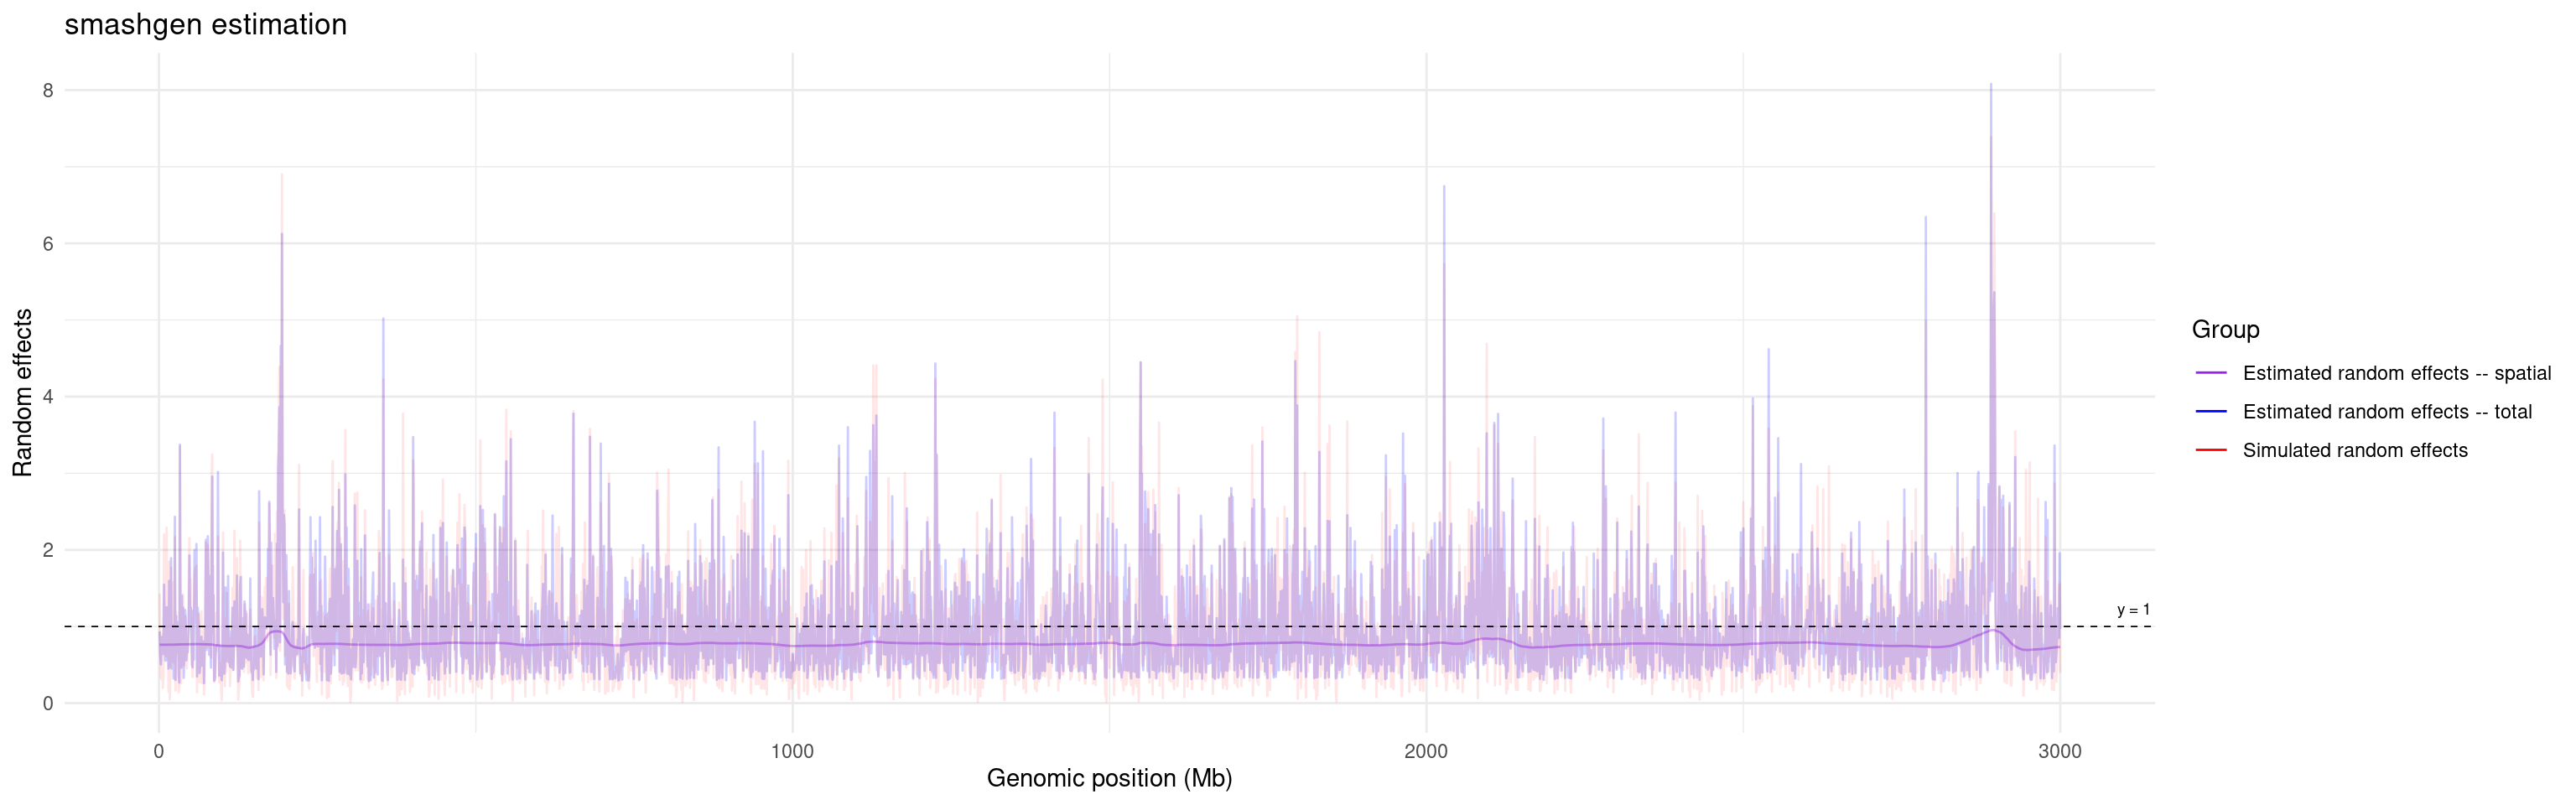 smashgen estimation
Random effects
8
6
4
2
0
y = 1
0
1000
2000
3000
Genomic position (Mb)
Group
Estimated random effects -- spatial
Estimated random effects -- total
Simulated random effects